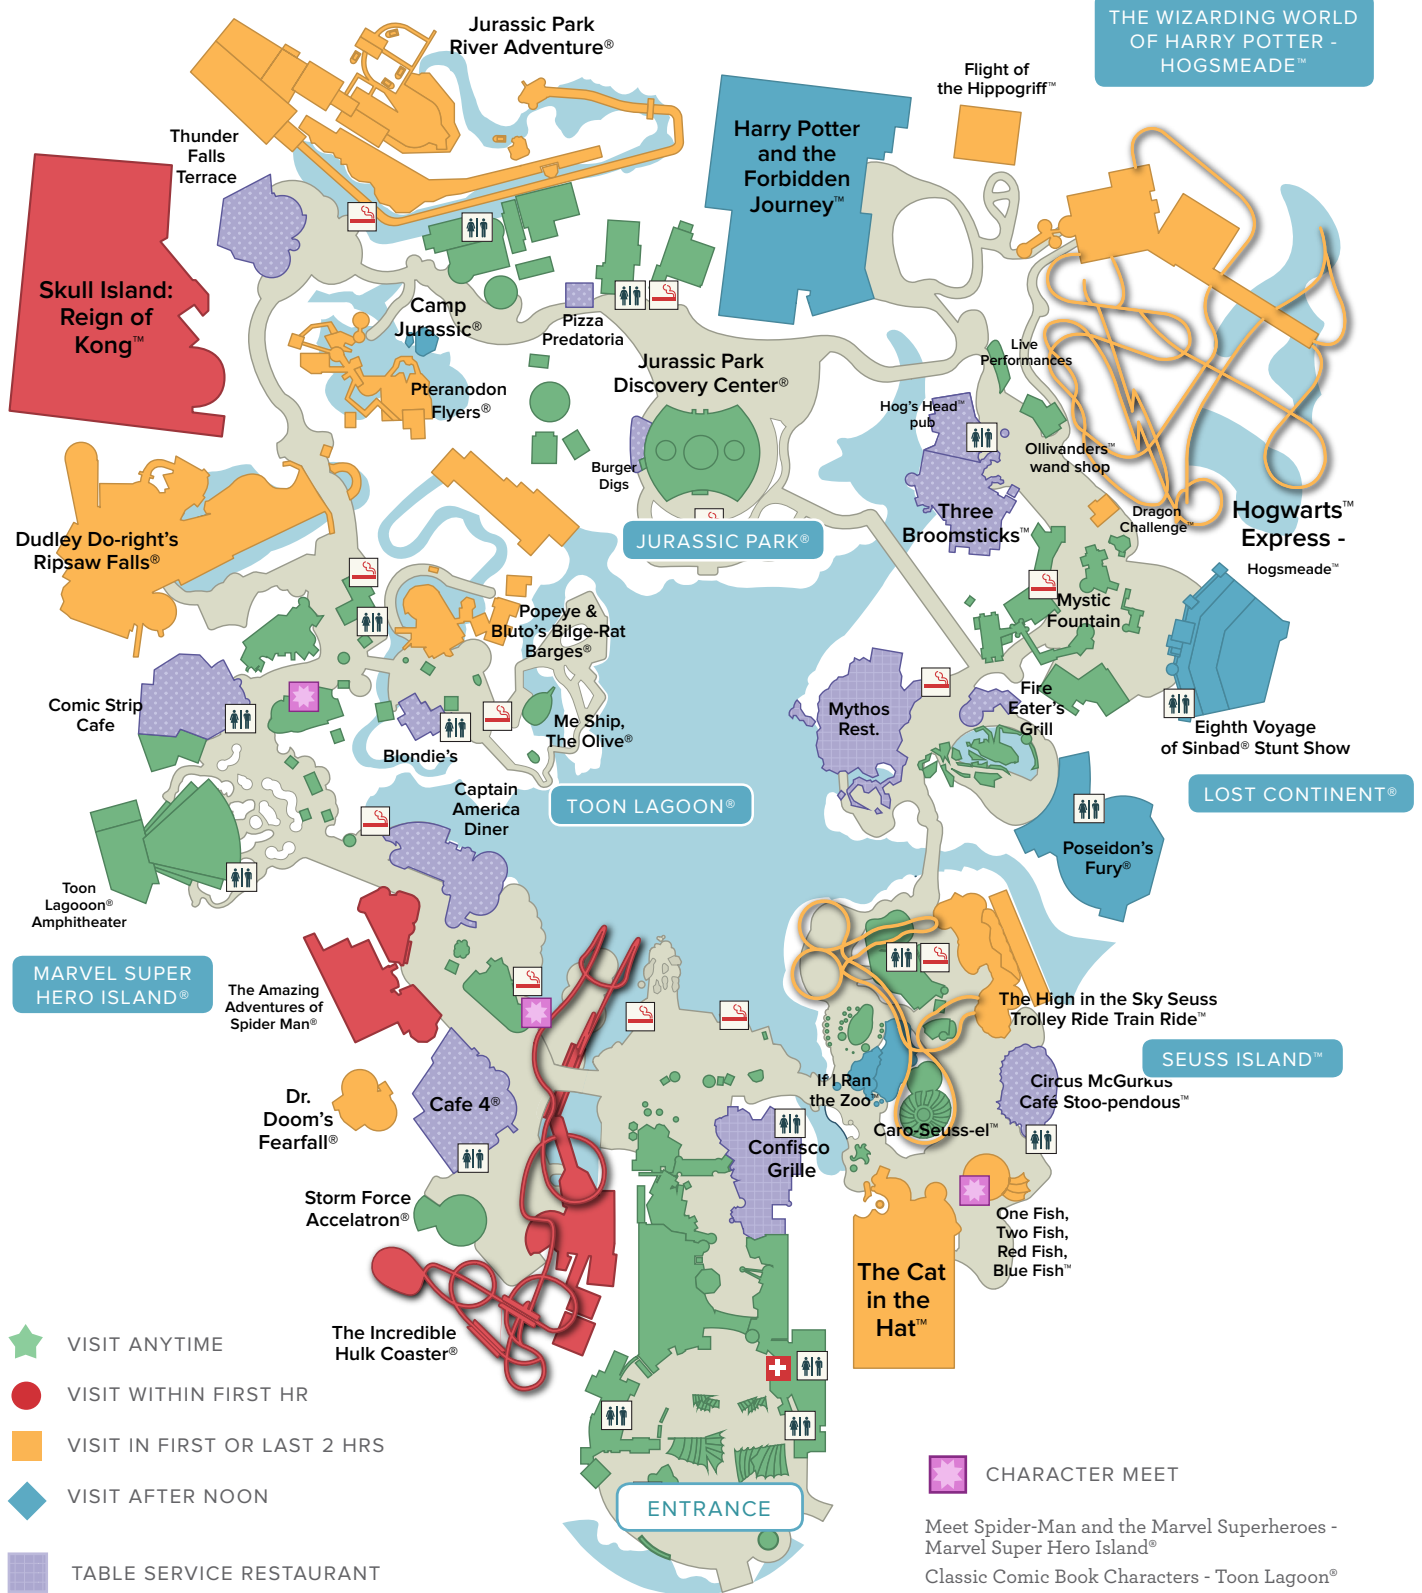 THE WIZARDING WORLD
OF HARRY POTTER -
HOGSMEADE™
Jurassic Park
River Adventure®
Flight of
the Hippogriff™
Thunder
Falls
Terrace
Harry Potter
and the
Forbidden
Journey™
Skull Island:
Reign of
Kong™
Camp
Jurassic®
Pizza
Predatoria
Jurassic Park
Discovery Center®
Live
Performances
Pteranodon
Flyers®
Hog's Head™
pub
Burger
Digs
Ollivanders™
wand shop
Three
Broomsticks™
Dragon
Challenge™
Hogwarts™
Express -
Hogsmeade™
Dudley Do-right's
Ripsaw Falls®
JURASSIC PARK®
Popeye &
Bluto's Bilge-Rat
Barges®
Mystic
Fountain
Comic Strip
Cafe
Mythos
Rest.
Fire
Eater's
Grill
Me Ship,
The Olive®
Blondie's
Eighth Voyage
of Sinbad® Stunt Show
Captain
America
Diner
TOON LAGOON®
LOST CONTINENT®
Poseidon's
Fury®
Toon
Lagooon®
Amphitheater
MARVEL SUPER
HERO ISLAND®
The Amazing
Adventures of
Spider Man®
The High in the Sky Seuss
Trolley Ride Train Ride™
SEUSS ISLAND™
If I Ran
the Zoo™
Circus McGurkus
Café Stoo-pendous™
Dr.
Doom's
Fearfall®
Cafe 4®
Caro-Seuss-el™
Confisco
Grille
Storm Force
Accelatron®
One Fish,
Two Fish,
Red Fish,
Blue Fish™
The Cat
in the
Hat™
The Incredible
Hulk Coaster®
VISIT ANYTIME
VISIT WITHIN FIRST HR
VISIT IN FIRST OR LAST 2 HRS
VISIT AFTER NOON
TABLE SERVICE RESTAURANT
ENTRANCE
CHARACTER MEET
Meet Spider-Man and the Marvel Superheroes -
Marvel Super Hero Island®
Classic Comic Book Characters - Toon Lagoon®